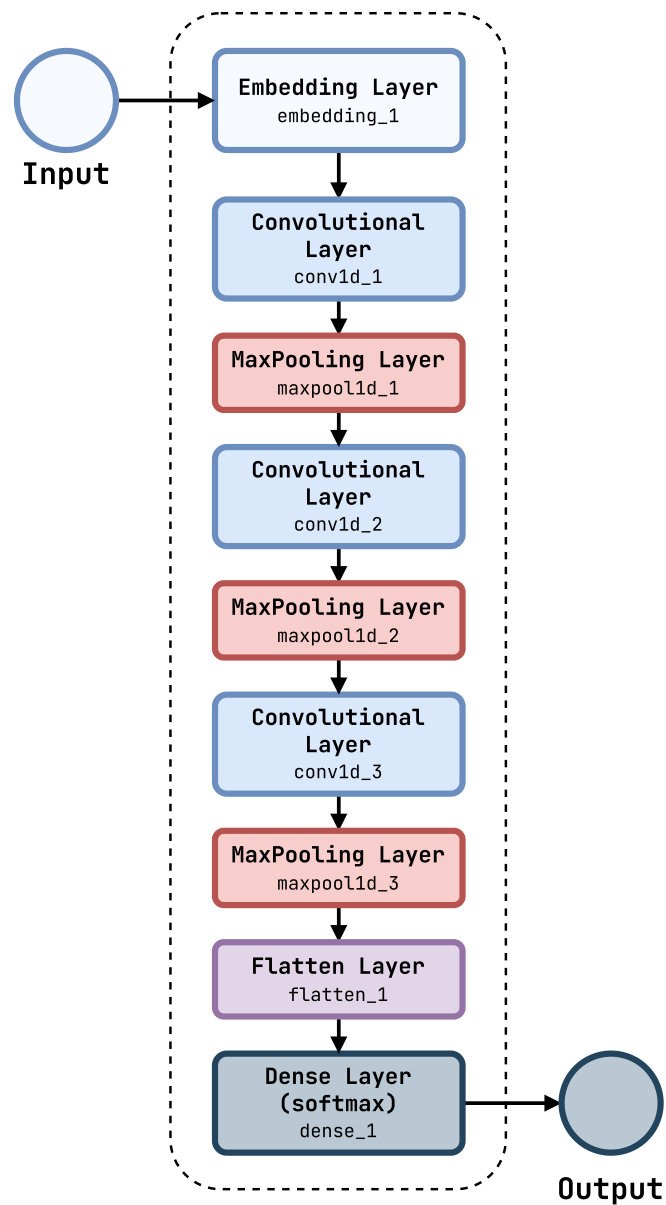 Input
Embedding Layer
embedding_1
Convolutional
Layer
conv1d_1
MaxPooling Layer
maxpool1d_1
Convolutional
Layer
conv1d_2
MaxPooling Layer
maxpool1d_2
Convolutional
Layer
conv1d_3
MaxPooling Layer
maxpool1d_3
Flatten Layer
flatten_1
Dense Layer
(softmax)
dense_1
Output